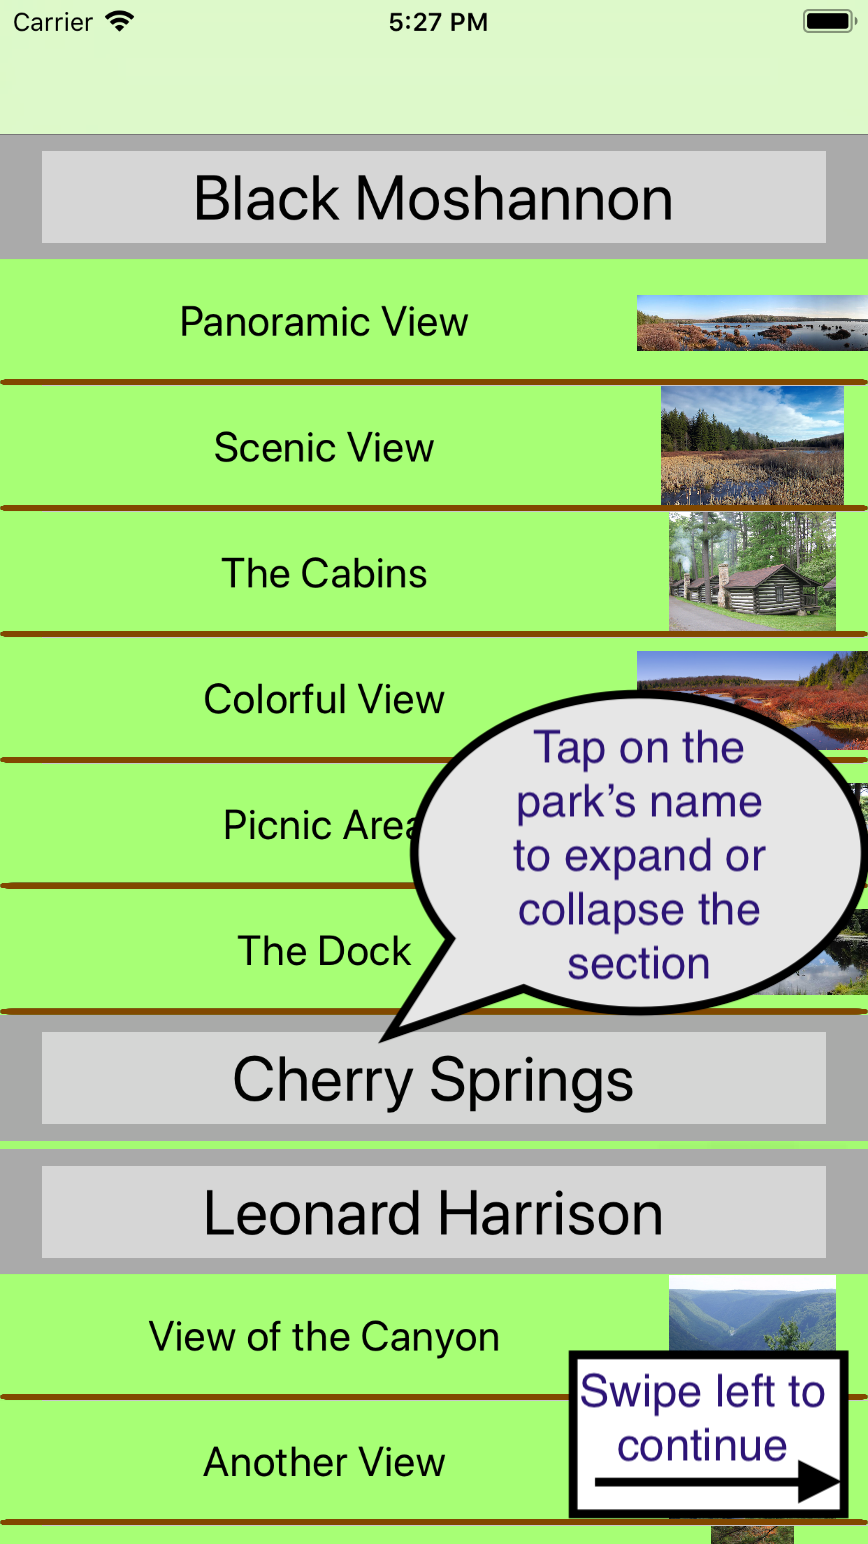 Carrier 5:27 PM
Black Moshannon
Panoramic View
Scenic View
The Cabins
Colorful View
Tap on the
park's name
to expand or
collapse the
section
Picnic Area
The Dock
Cherry Springs
Leonard Harrison
View of the Canyon
Swipe left to
continue
Another View